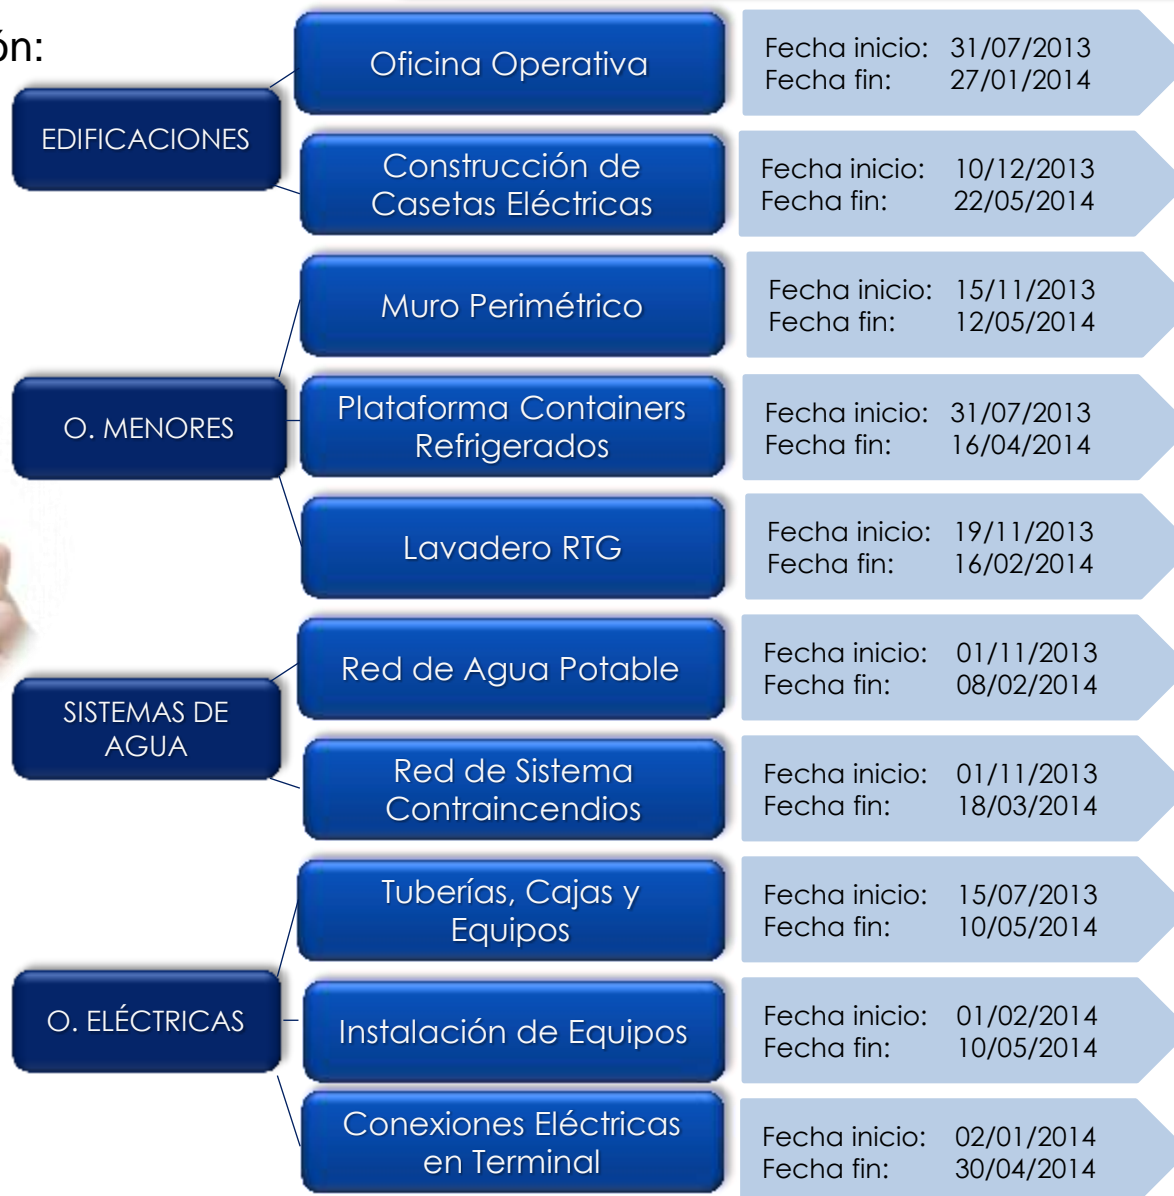 ón:
EDIFICACIONES
Oficina Operativa
Fecha inicio: 31/07/2013
Fecha fin: 27/01/2014
Construcción de
Casetas Eléctricas
Fecha inicio: 10/12/2013
Fecha fin: 22/05/2014
O. MENORES
Muro Perimétrico
Fecha inicio: 15/11/2013
Fecha fin: 12/05/2014
Plataforma Containers
Refrigerados
Fecha inicio: 31/07/2013
Fecha fin: 16/04/2014
Lavadero RTG
Fecha inicio: 19/11/2013
Fecha fin: 16/02/2014
SISTEMAS DE
AGUA
Red de Agua Potable
Fecha inicio: 01/11/2013
Fecha fin: 08/02/2014
Red de Sistema
Contraincendios
Fecha inicio: 01/11/2013
Fecha fin: 18/03/2014
O. ELÉCTRICAS
Tuberías, Cajas y
Equipos
Fecha inicio: 15/07/2013
Fecha fin: 10/05/2014
Instalación de Equipos
Fecha inicio: 01/02/2014
Fecha fin: 10/05/2014
Conexiones Eléctricas
en Terminal
Fecha inicio: 02/01/2014
Fecha fin: 30/04/2014